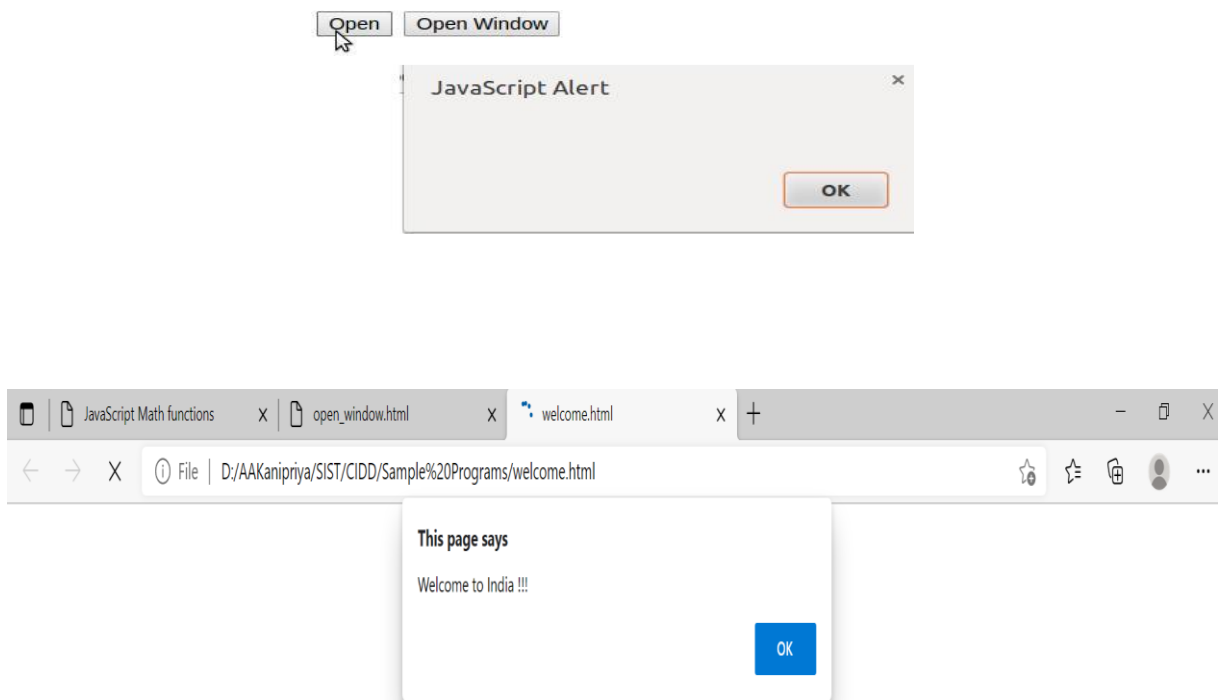 Open Open Window
JavaScript Alert
OK
JavaScript Math functions open_window.html welcome.html
File D:/AAKanipriya/SIST/CIDD/Sample%20Programs/welcome.html
This page says
Welcome to India !!!
OK